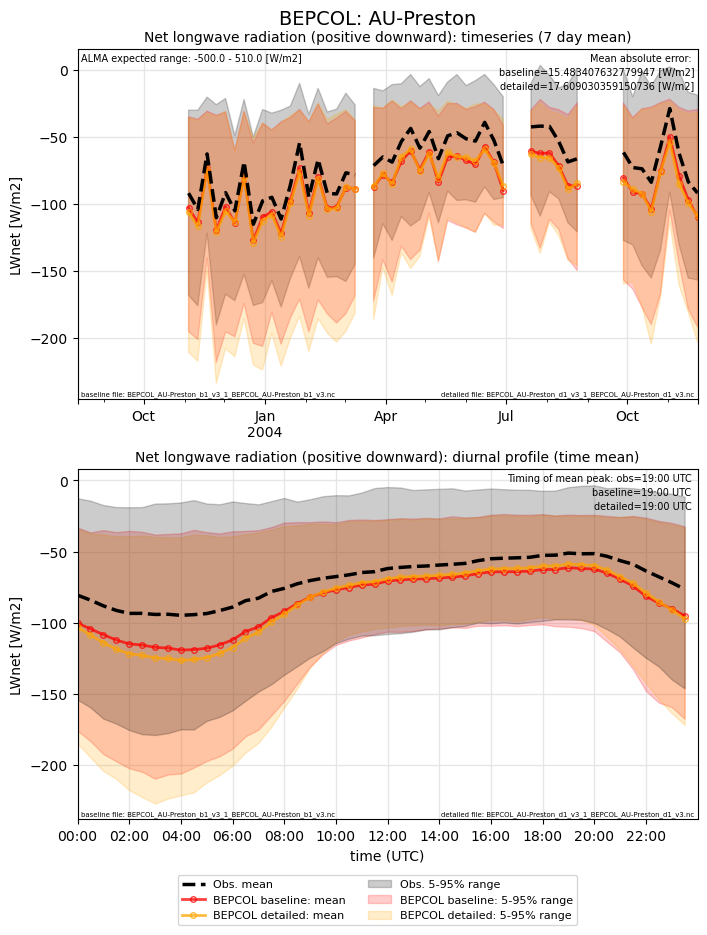 BEPCOL: AU-Preston
Net longwave radiation (positive downward): timeseries (7 day mean)
ALMA expected range: -500.0 - 510.0 [W/m2]
Mean absolute error:
baseline=15.483407632779947 [W/m2]
detailed=17.609030359150736 [W/m2]
0
−50
−100
−150
−200
LWnet [W/m2]
baseline file: BEPCOL_AU-Preston_b1_v3_1_BEPCOL_AU-Preston_b1_v3.nc
detailed file: BEPCOL_AU-Preston_d1_v3_1_BEPCOL_AU-Preston_d1_v3.nc
Oct
Jan
2004
Apr
Jul
Oct
Net longwave radiation (positive downward): diurnal profile (time mean)
Timing of mean peak: obs=19:00 UTC
baseline=19:00 UTC
detailed=19:00 UTC
0
−50
−100
−150
−200
LWnet [W/m2]
baseline file: BEPCOL_AU-Preston_b1_v3_1_BEPCOL_AU-Preston_b1_v3.nc
detailed file: BEPCOL_AU-Preston_d1_v3_1_BEPCOL_AU-Preston_d1_v3.nc
00:00 02:00 04:00 06:00 08:00 10:00 12:00 14:00 16:00 18:00 20:00 22:00
time (UTC)
Obs. mean
BEPCOL baseline: mean
BEPCOL detailed: mean
Obs. 5-95% range
BEPCOL baseline: 5-95% range
BEPCOL detailed: 5-95% range